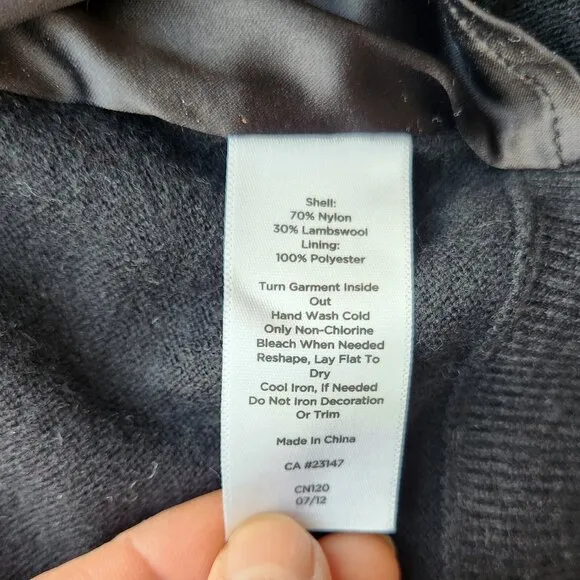 Shell:
70% Nylon
30% Lambswool
Lining:
100% Polyester
Turn Garment Inside
Out
Hand Wash Cold
Only Non-Chlorine
Bleach When Needed
Reshape, Lay Flat To
Dry
Cool Iron, If Needed
Do Not Iron Decoration
Or Trim
Made In China
CA #23147
CN120
07/12